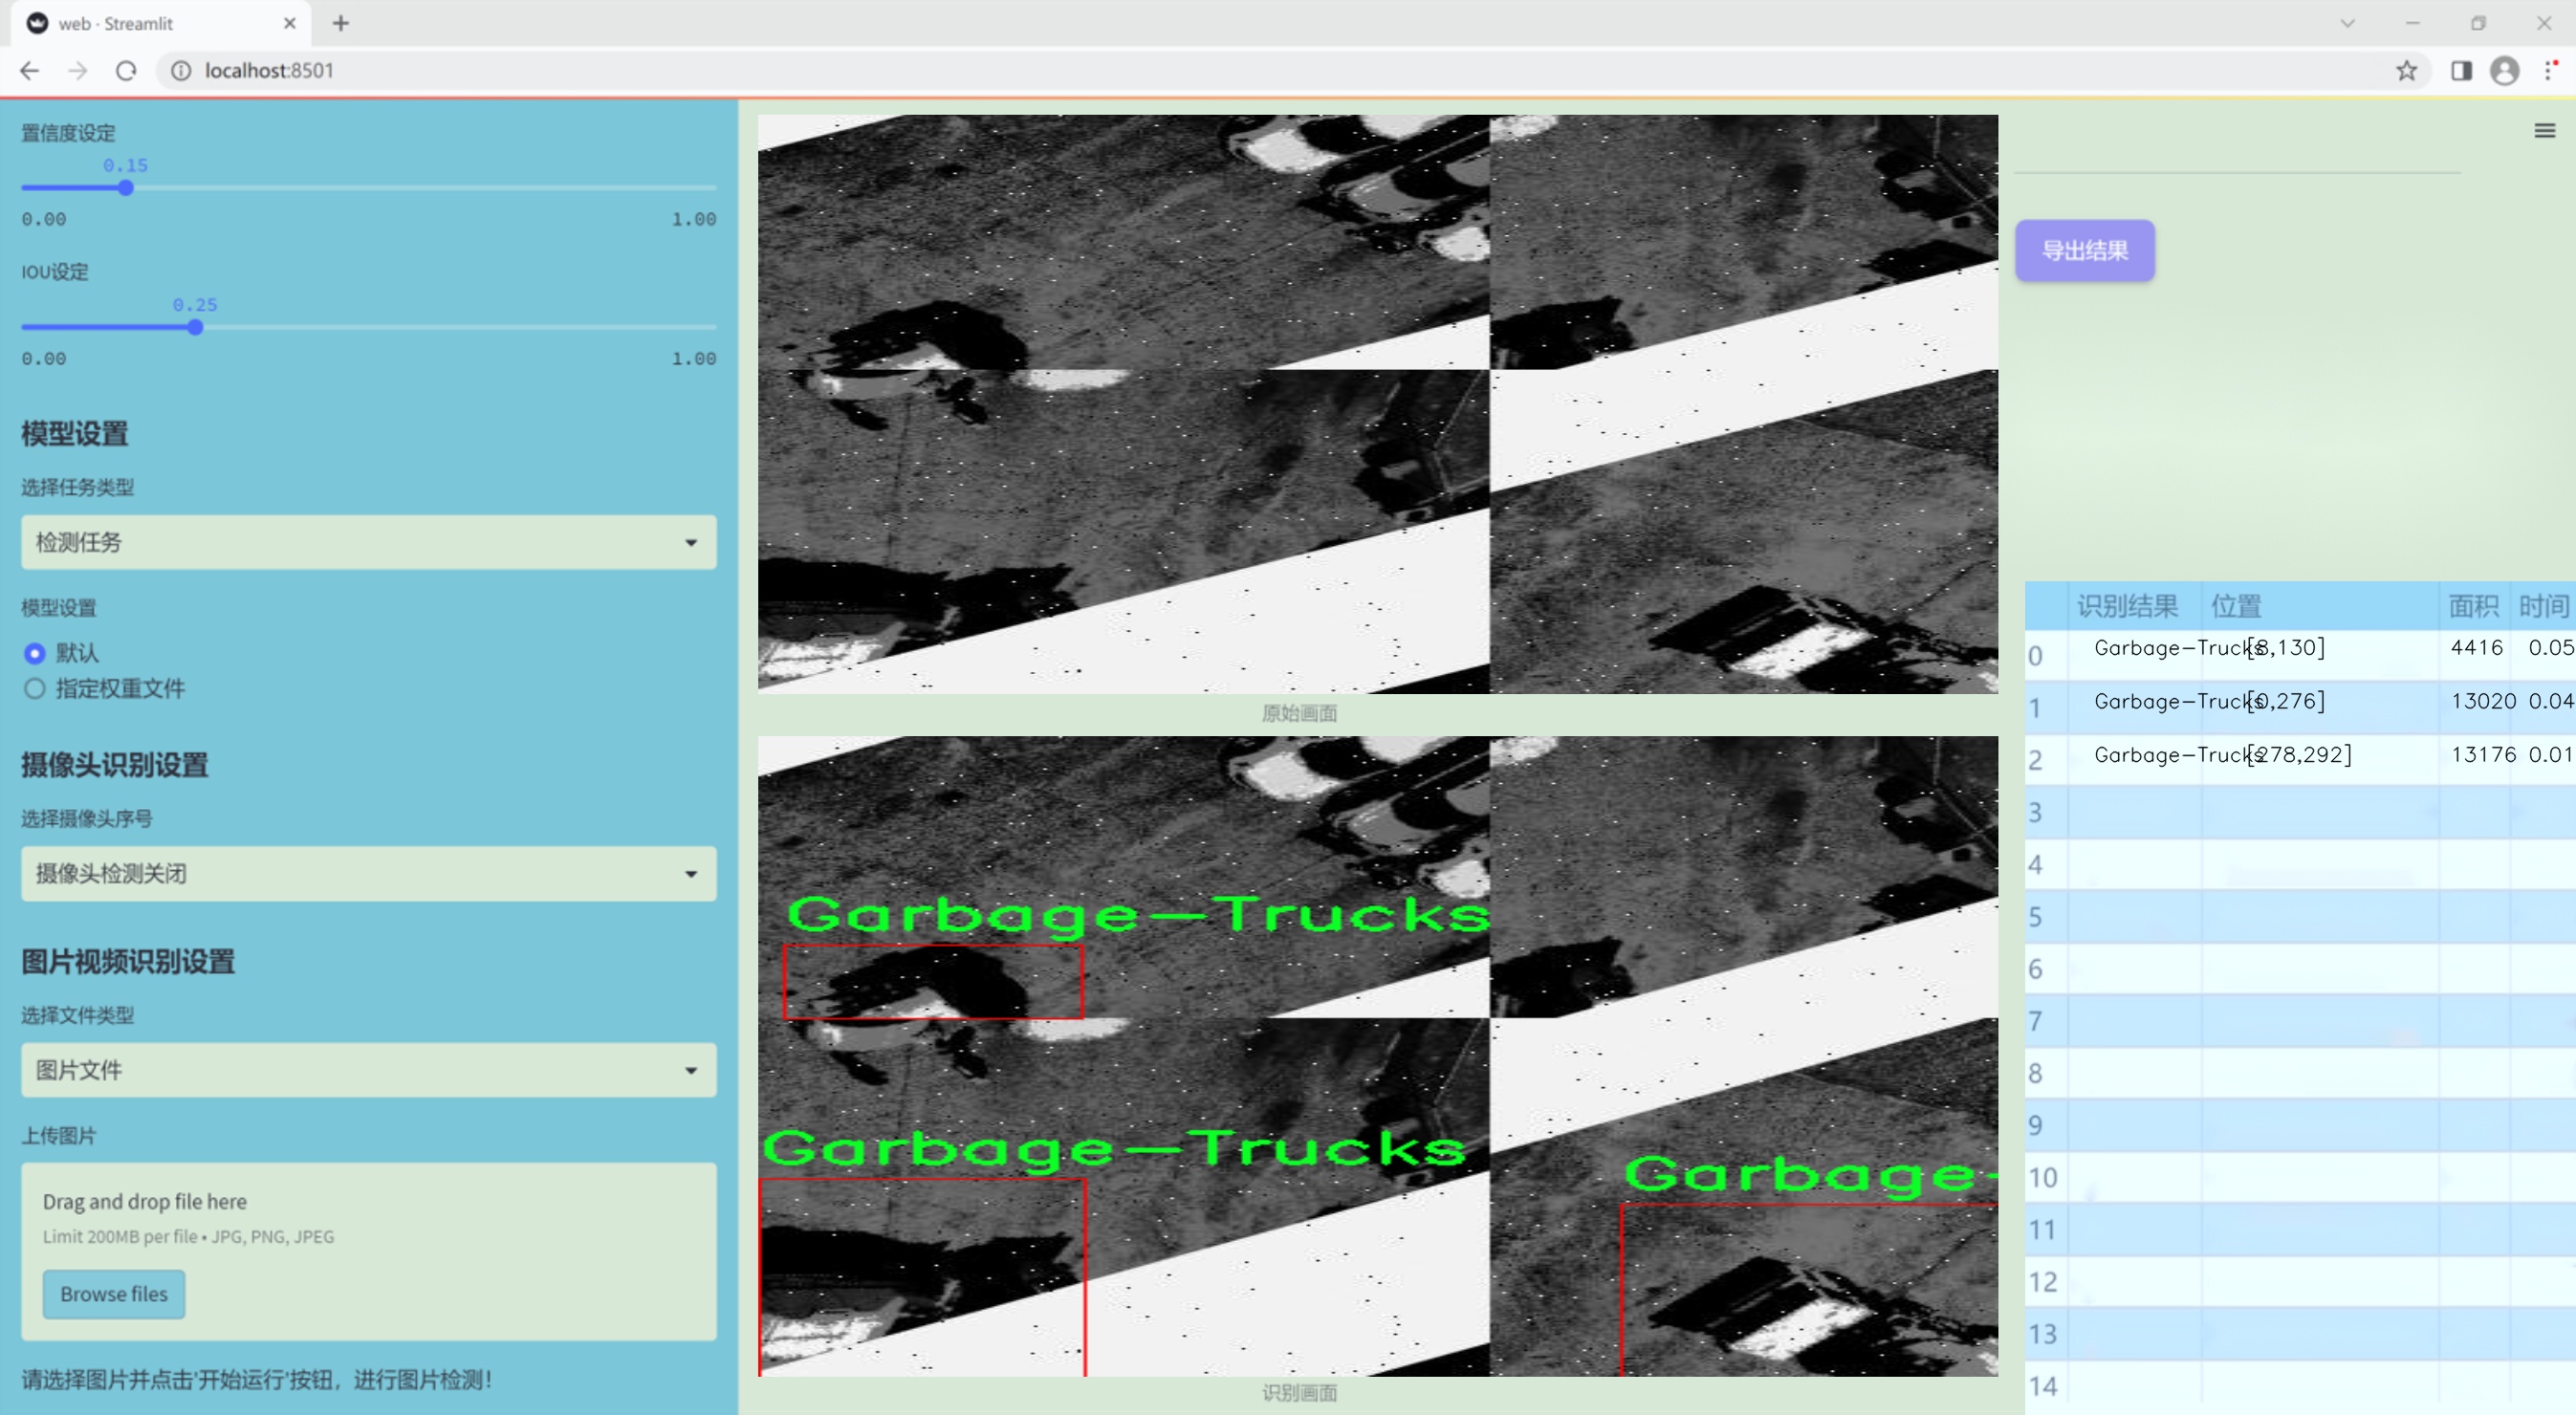 web · Streamlit
localhost:8501
置信度设定
0.15
0.00 1.00
IOU设定
0.25
0.00 1.00
模型设置
选择任务类型
检测任务
模型设置
默认
指定权重文件
摄像头识别设置
选择摄像头序号
摄像头检测关闭
图片视频识别设置
选择文件类型
图片文件
上传图片
Drag and drop file here
Limit 200MB per file • JPG, PNG, JPEG
Browse files
请选择图片并点击'开始运行'按钮，进行图片检测！
原始画面
Garbage-Trucks
Garbage-Trucks
Garbage-
识别画面
导出结果
识别结果 位置 面积 时间
0 Garbage-Trucks [8,130] 4416 0.05
1 Garbage-Trucks [0,276] 13020 0.04
2 Garbage-Trucks [278,292] 13176 0.01
3
4
5
6
7
8
9
10
11
12
13
14